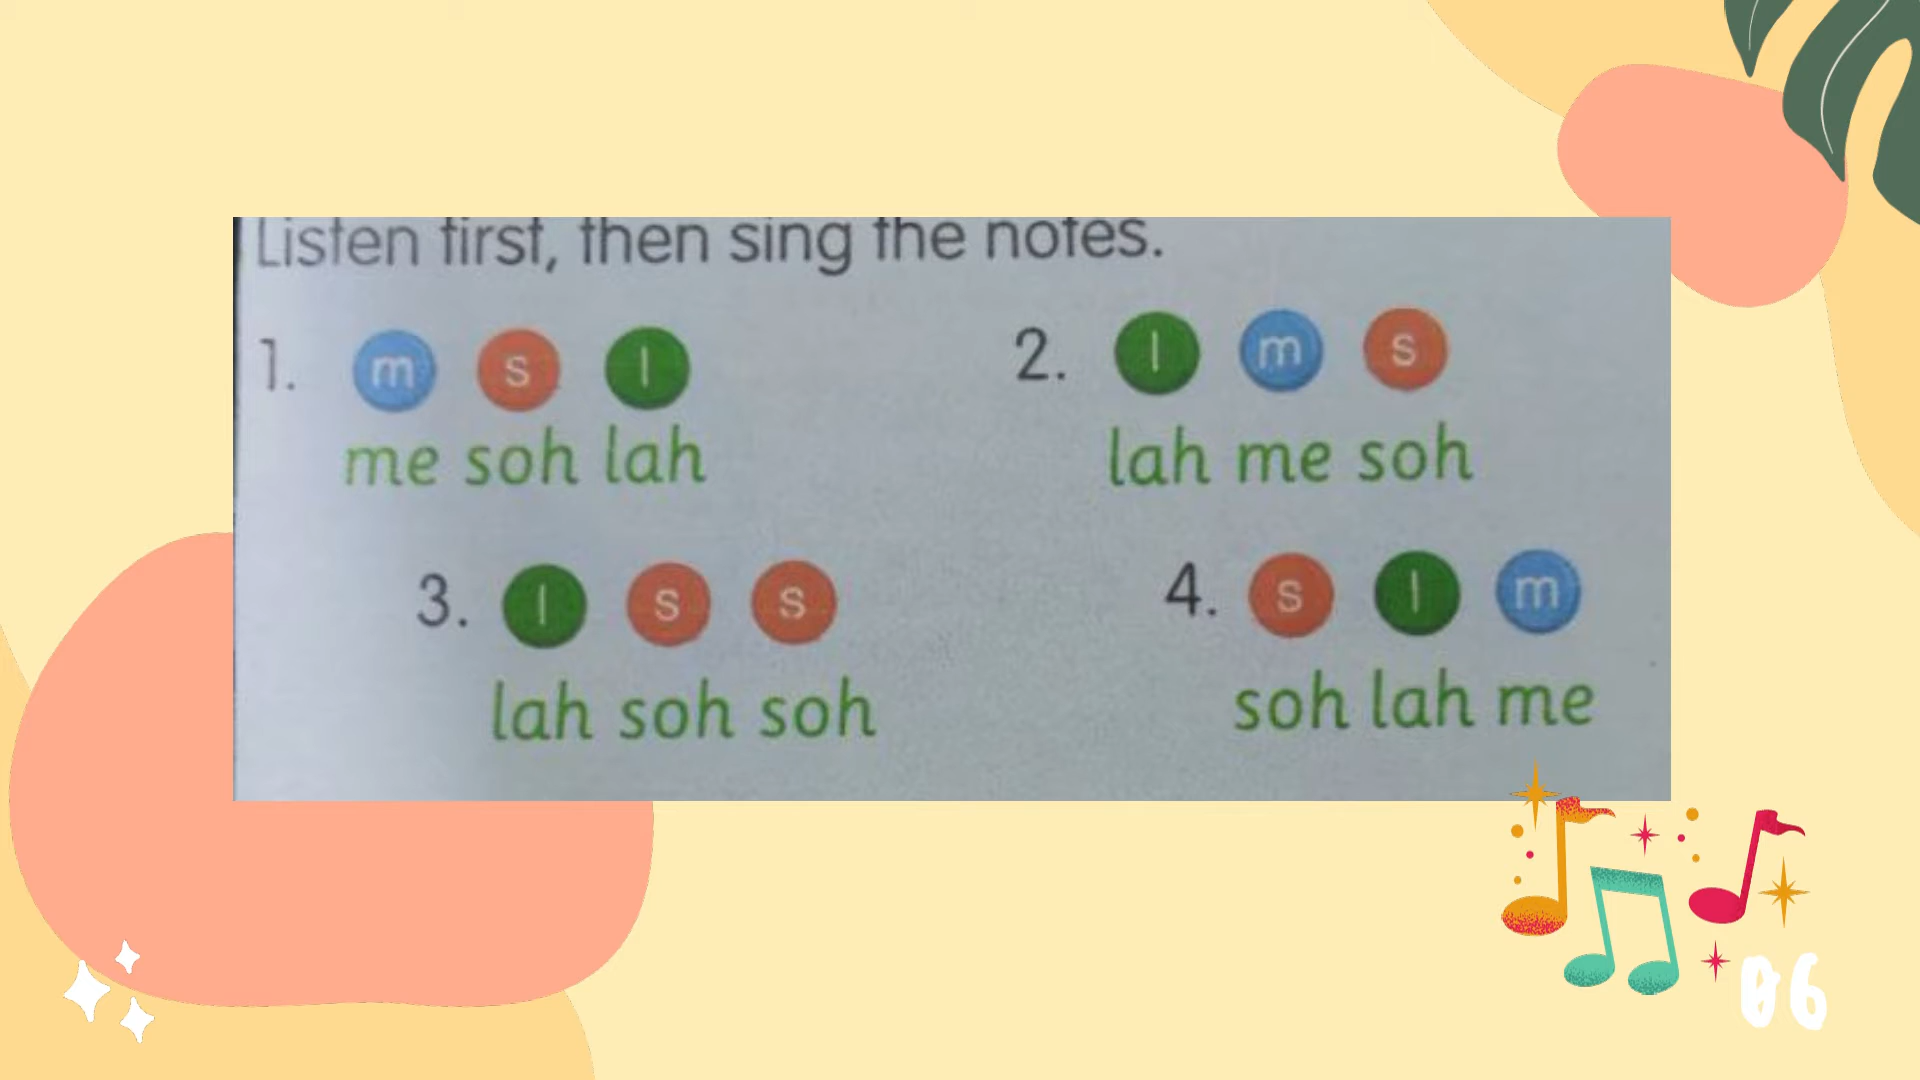 Listen first, then sing the notes.
1. m s l
me soh lah
2. l m s
lah me soh
3. l s s
lah soh soh
4. s l m
soh lah me
06